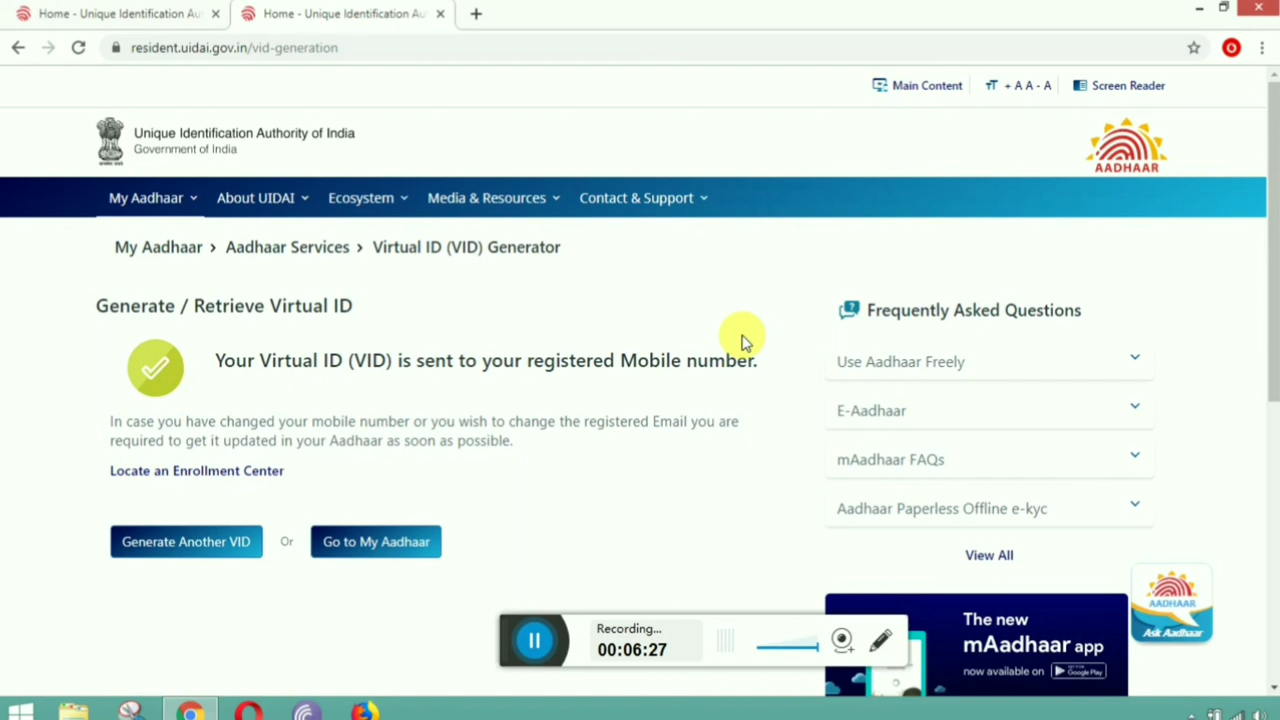 Home - Unique Identification Au
Home - Unique Identification Au
resident.uidai.gov.in/vid-generation
Main Content
TT + A A - A
Screen Reader
Unique Identification Authority of India
Government of India
AADHAAR
My Aadhaar
About UIDAI
Ecosystem
Media & Resources
Contact & Support
My Aadhaar > Aadhaar Services > Virtual ID (VID) Generator
Generate / Retrieve Virtual ID
Your Virtual ID (VID) is sent to your registered Mobile number.
In case you have changed your mobile number or you wish to change the registered Email you are
required to get it updated in your Aadhaar as soon as possible.
Locate an Enrollment Center
Generate Another VID
Or
Go to My Aadhaar
Frequently Asked Questions
Use Aadhaar Freely
E-Aadhaar
mAadhaar FAQs
Aadhaar Paperless Offline e-kyc
View All
The new
mAadhaar app
now available on
Google Play
AADHAAR
Ask Aadhaar
Recording...
00:06:27